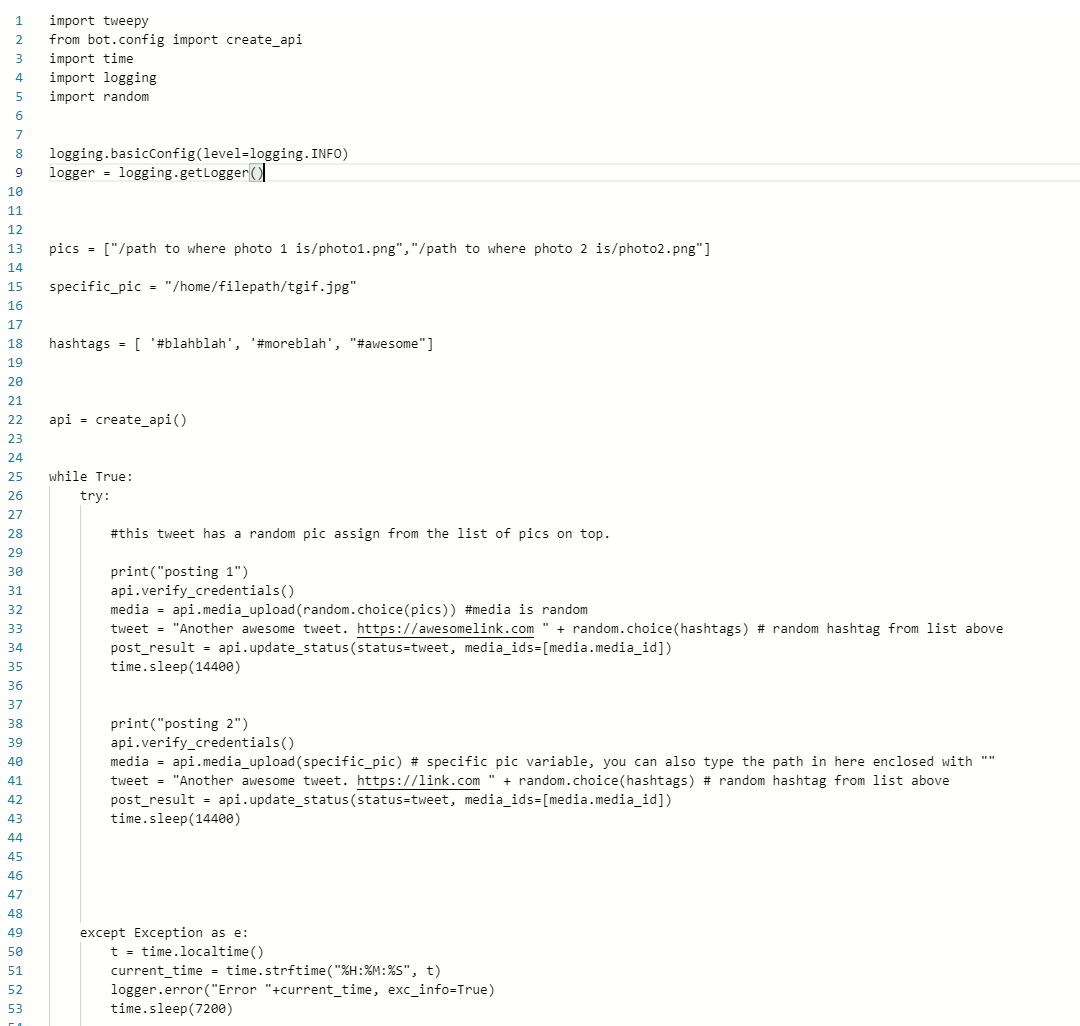 1 import tweepy
2 from bot.config import create_api
3 import time
4 import logging
5 import random
6
7
8 logging.basicConfig(level=logging.INFO)
9 logger = logging.getLogger()
10
11
12
13 pics = ["/path to where photo 1 is/photo1.png","/path to where photo 2 is/photo2.png"]
14
15 specific_pic = "/home/filepath/tgif.jpg"
16
17
18 hashtags = [ '#blahblah', '#moreblah', "#awesome"]
19
20
21
22 api = create_api()
23
24
25 while True:
26     try:
27
28         #this tweet has a random pic assign from the list of pics on top.
29
30         print("posting 1")
31         api.verify_credentials()
32         media = api.media_upload(random.choice(pics)) #media is random
33         tweet = "Another awesome tweet. https://awesomelink.com " + random.choice(hashtags) # random hashtag from list above
34         post_result = api.update_status(status=tweet, media_ids=[media.media_id])
35         time.sleep(14400)
36
37
38         print("posting 2")
39         api.verify_credentials()
40         media = api.media_upload(specific_pic) # specific pic variable, you can also type the path in here enclosed with ""
41         tweet = "Another awesome tweet. https://link.com " + random.choice(hashtags) # random hashtag from list above
42         post_result = api.update_status(status=tweet, media_ids=[media.media_id])
43         time.sleep(14400)
44
45
46
47
48
49     except Exception as e:
50         t = time.localtime()
51         current_time = time.strftime("%H:%M:%S", t)
52         logger.error("Error "+current_time, exc_info=True)
53         time.sleep(7200)